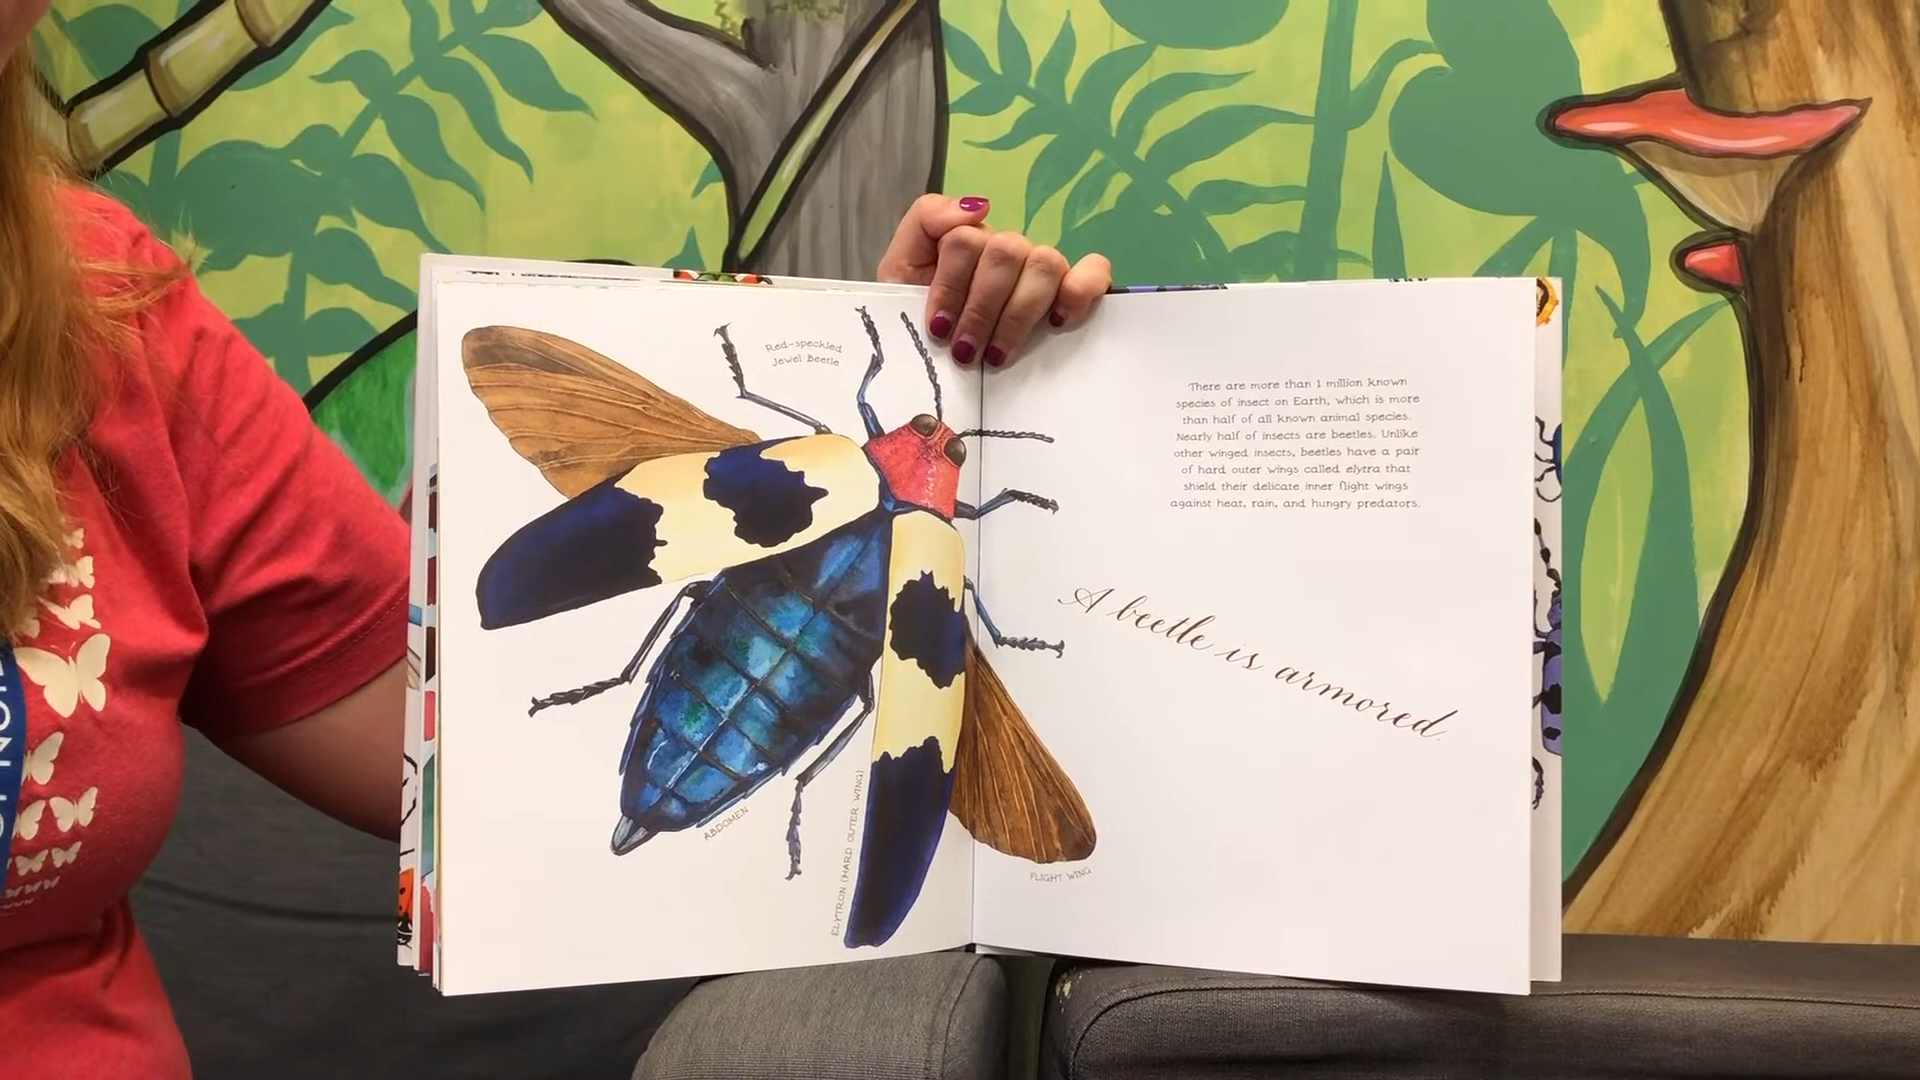 Red-speckled
Jewel Beetle
ABDOMEN
ELYTRON (HARD OUTER WING)
FLIGHT WING
There are more than 1 million known
species of insect on Earth, which is more
than half of all known animal species.
Nearly half of insects are beetles. Unlike
other winged insects, beetles have a pair
of hard outer wings called elytra that
shield their delicate inner flight wings
against heat, rain, and hungry predators.
A beetle is armored.